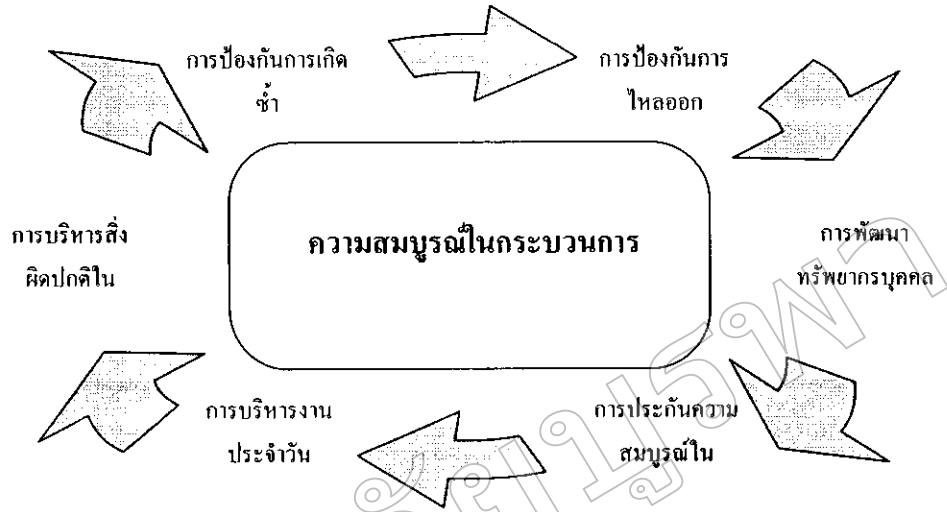 การป้องกันการเกิด
ซ้ำ
การป้องกันการ
ไหลออก
การบริหารสิ่ง
ผิดปกติใน
ความสมบูรณ์ในกระบวนการ
การพัฒนา
ทรัพยากรบุคคล
การบริหารงาน
ประจำวัน
การประกันความ
สมบูรณ์ใน